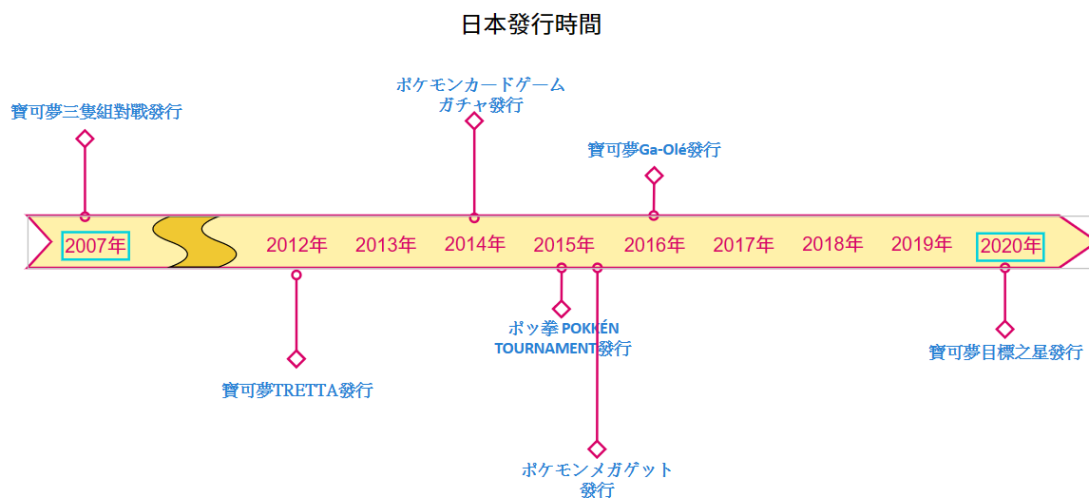 日本發行時間
ポケモンカードゲーム
ガチャ發行
寶可夢三隻組對戰發行
寶可夢Ga-Olé發行
2007年
2012年
2013年
2014年
2015年
2016年
2017年
2018年
2019年
2020年
ポッ拳 POKKÉN
TOURNAMENT發行
寶可夢目標之星發行
寶可夢TRETTA發行
ポケモンメガゲット
發行